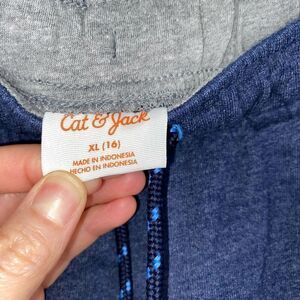 Cat & Jack
XL (16)
MADE IN INDONESIA
HECHO EN INDONESIA